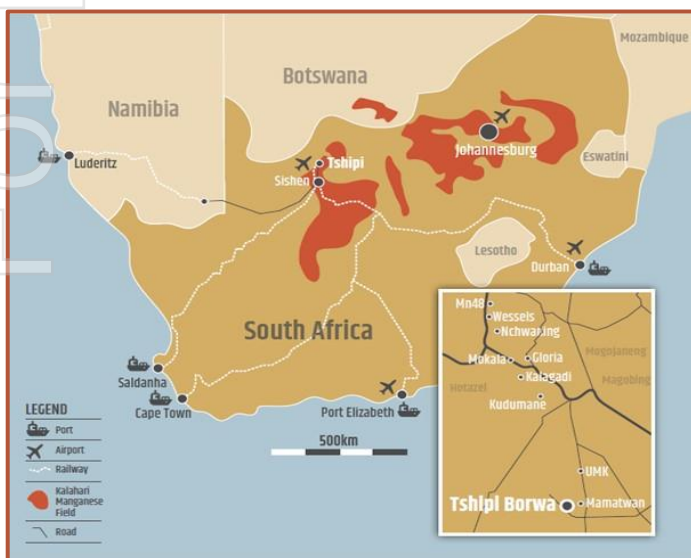 Mozambique
Botswana
Namibia
Johannesburg
Eswatini
Luderitz
Tshipi
Sishen
Lesotho
Durban
South Africa
Saldanha
Cape Town
Port Elizabeth
500km
LEGEND
Port
Airport
Railway
Kalahari
Manganese
Field
Road
Mn48
Wessels
Nchwaning
Mokala
Gloria
Magojaneng
Kalagadi
Magobing
Hotazel
Kudumane
UMK
Tshipi Borwa
Mamatwan